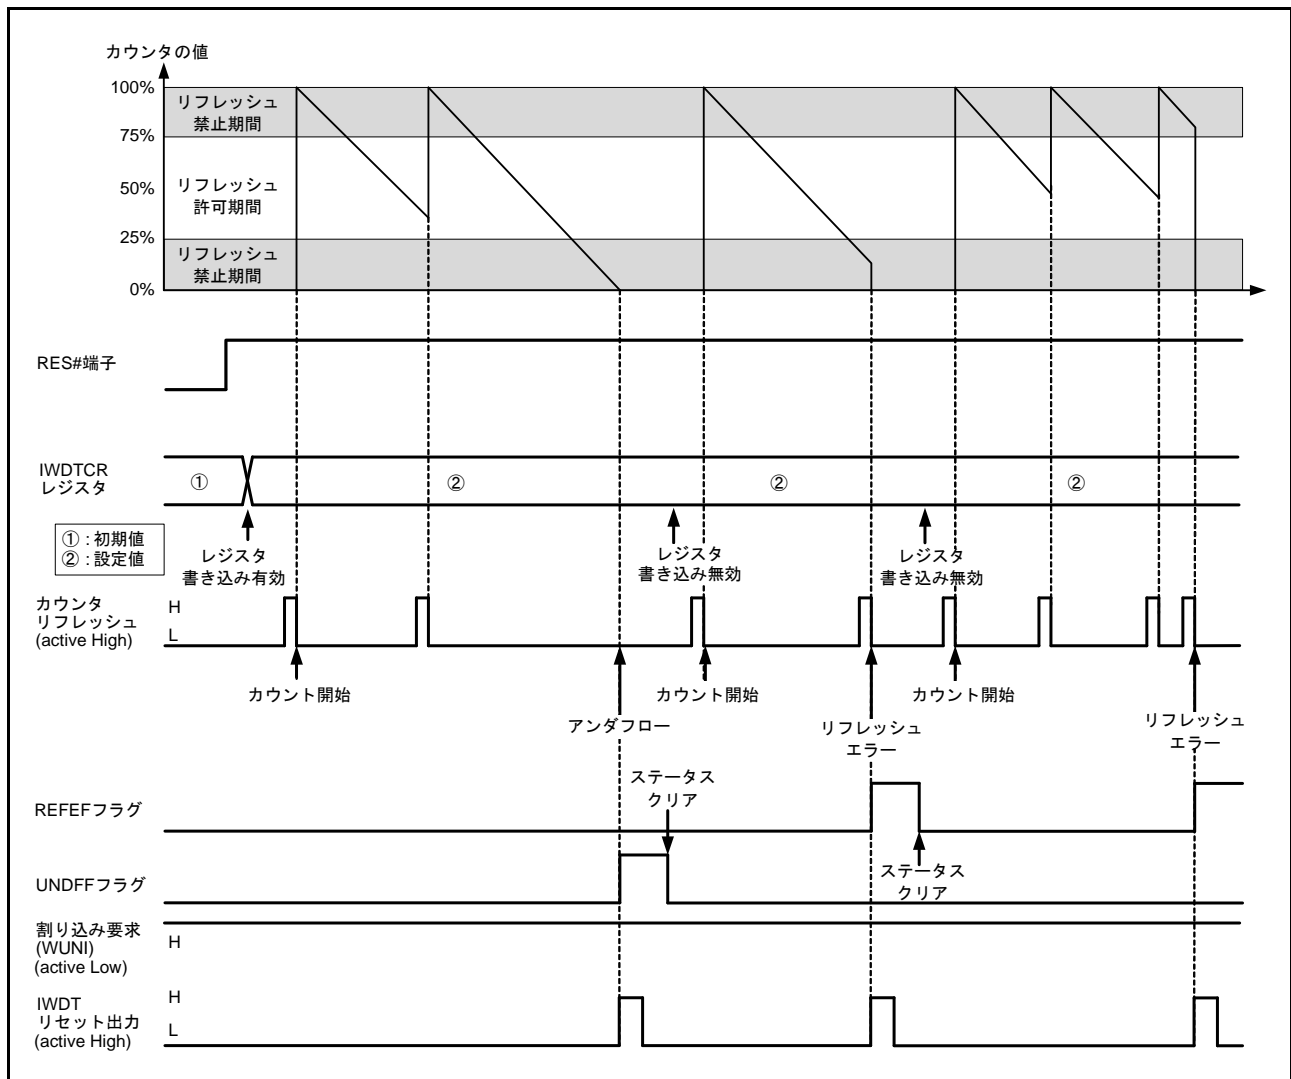 カウンタの値
100%
リフレッシュ
禁止期間
75%
50%
リフレッシュ
許可期間
25%
リフレッシュ
禁止期間
0%
RES#端子
IWDTCR
レジスタ
①
②
②
②
①：初期値
②：設定値
レジスタ
書き込み有効
レジスタ
書き込み無効
レジスタ
書き込み無効
カウンタ
リフレッシュ
(active High)
H
L
カウント開始
カウント開始
カウント開始
アンダフロー
リフレッシュ
エラー
リフレッシュ
エラー
ステータス
クリア
REFEFフラグ
ステータス
クリア
UNDFFフラグ
割り込み要求
(WUNI)
(active Low)
H
IWDT
リセット出力
(active High)
H
L